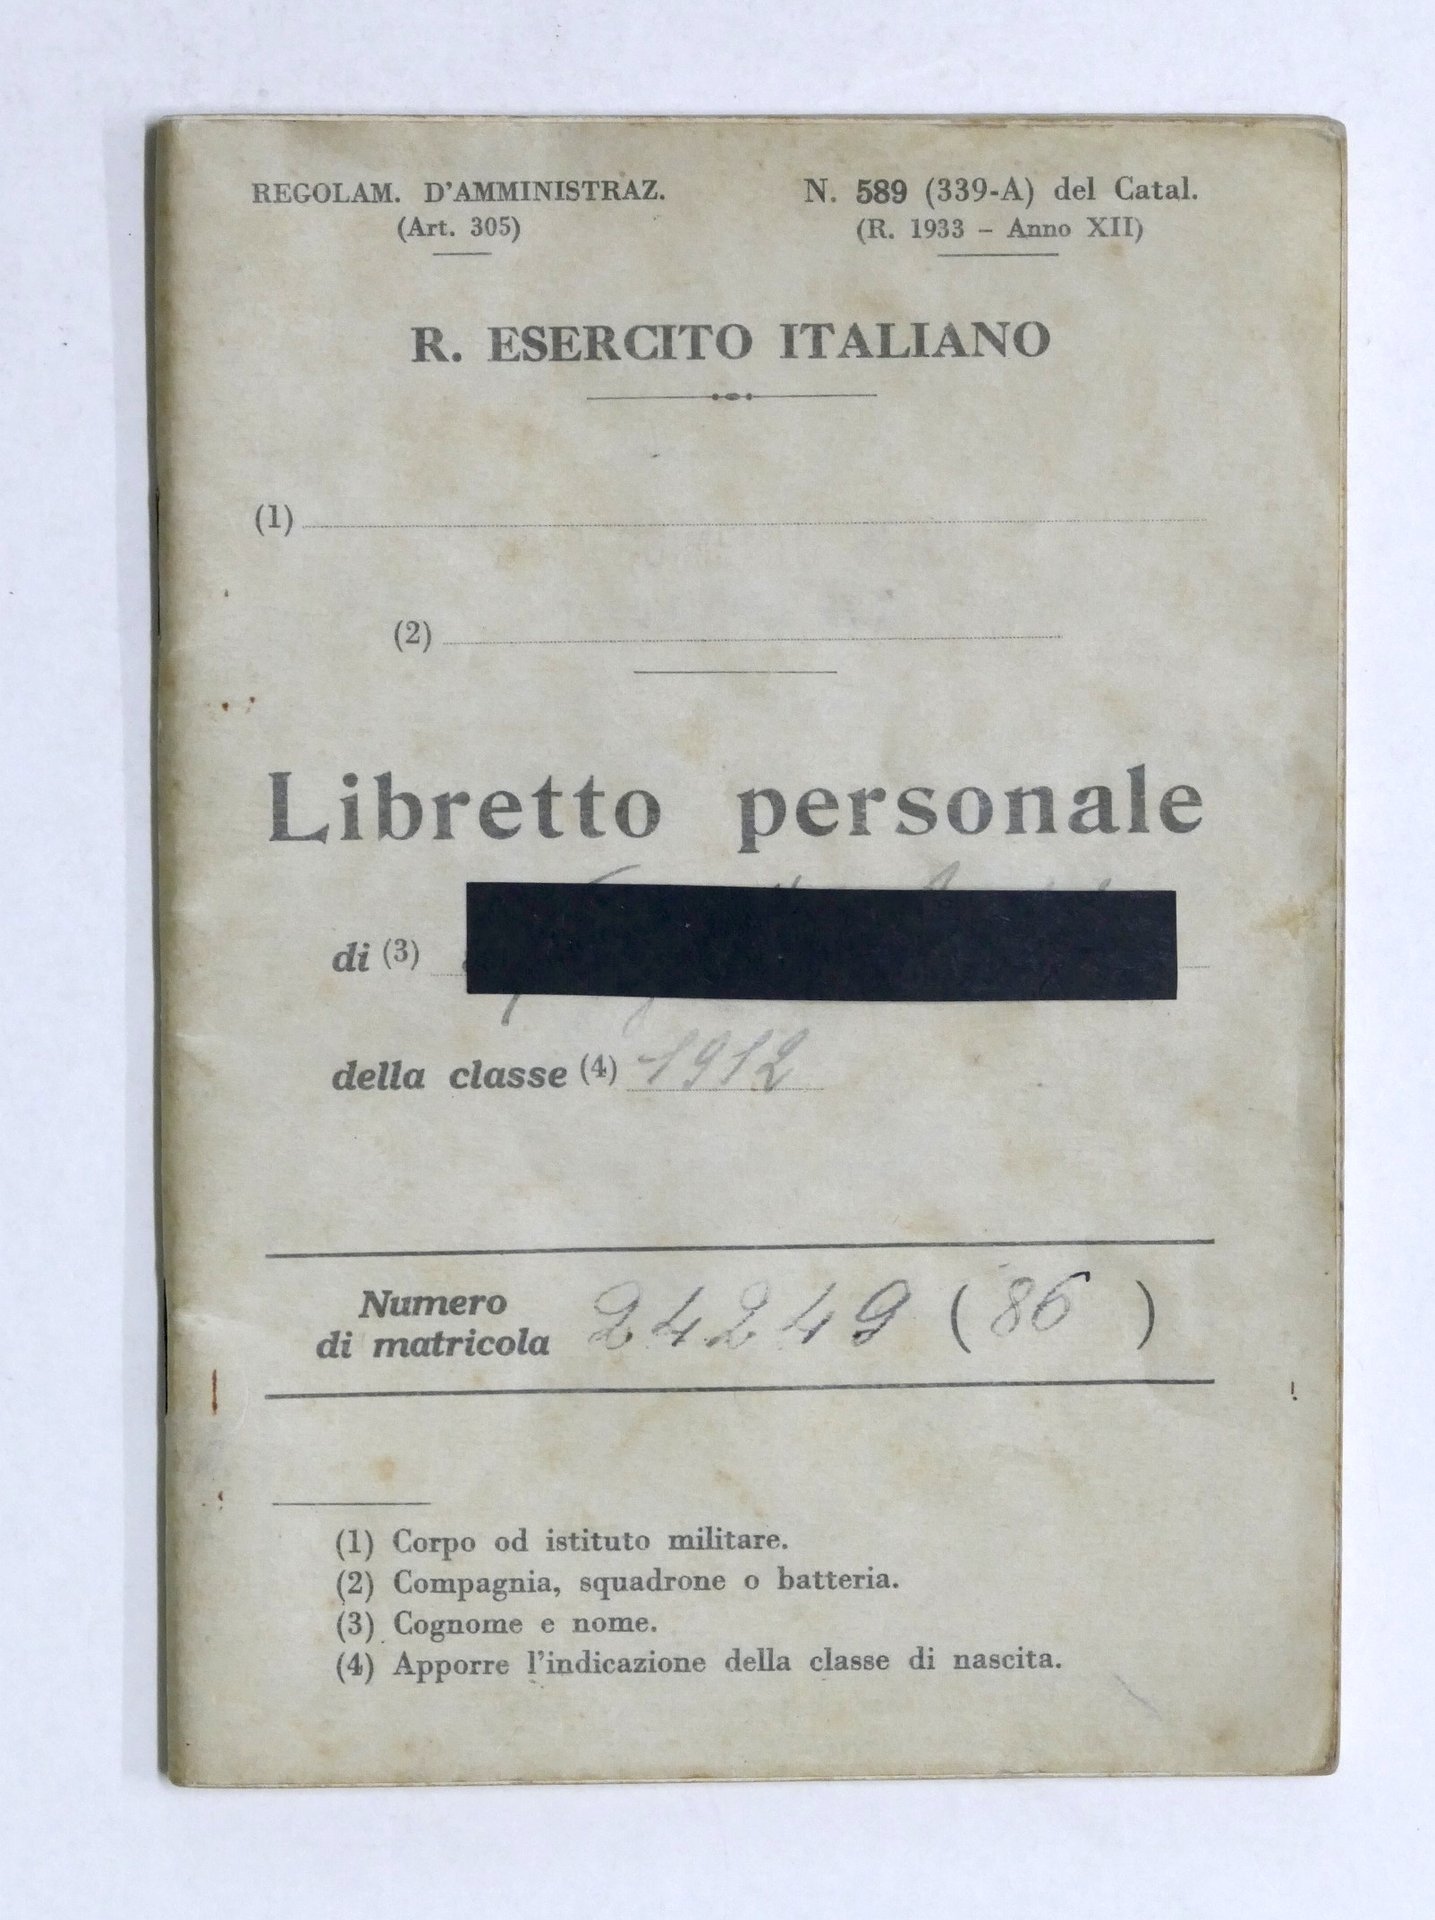 REGOLAM. D'AMMINISTRAZ.
(Art. 305)
N. 589 (339-A) del Catal.
(R. 1933 – Anno XII)
R. ESERCITO ITALIANO
(1)
(2)
Libretto personale
di (3)
della classe (4) 1912
Numero
di matricola 24249 (86)
(1) Corpo od istituto militare.
(2) Compagnia, squadrone o batteria.
(3) Cognome e nome.
(4) Apporre l'indicazione della classe di nascita.